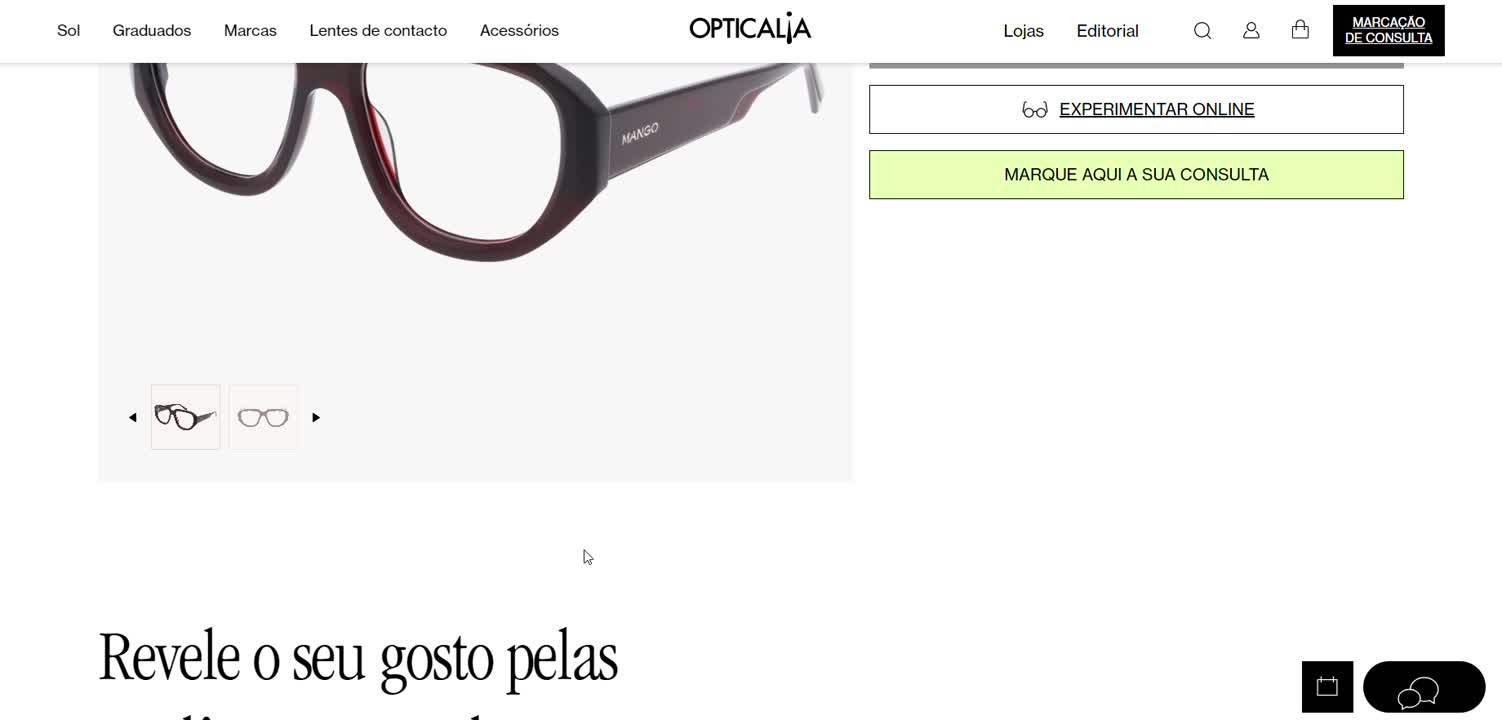 Sol Graduados Marcas Lentes de contacto Acessórios OPTICALiA Lojas Editorial MARCAÇÃO
DE CONSULTA
MANGO
EXPERIMENTAR ONLINE
MARQUE AQUI A SUA CONSULTA
Revele o seu gosto pelas